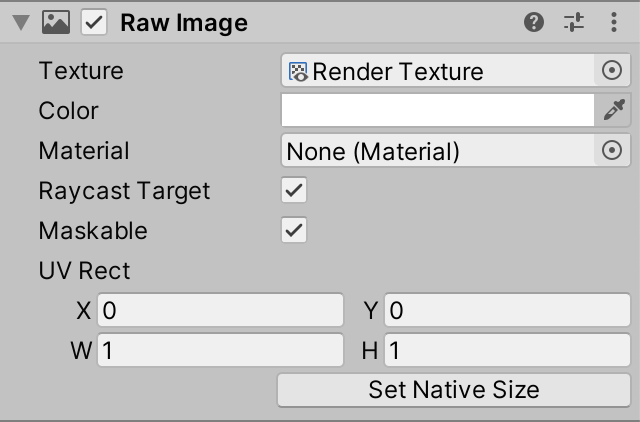 Raw Image
Texture Render Texture
Color
Material None (Material)
Raycast Target
Maskable
UV Rect
X 0 Y 0
W 1 H 1
Set Native Size